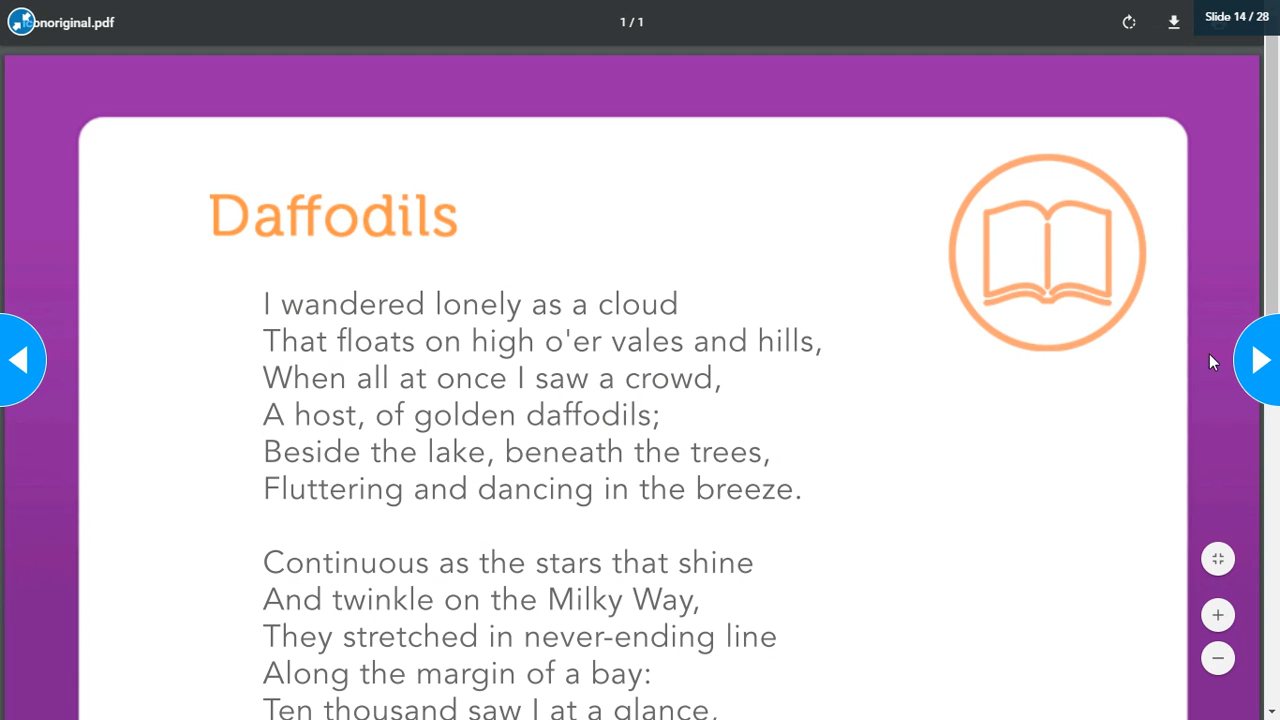 onoriginal.pdf
1 / 1
Slide 14 / 28
Daffodils
I wandered lonely as a cloud
That floats on high o'er vales and hills,
When all at once I saw a crowd,
A host, of golden daffodils;
Beside the lake, beneath the trees,
Fluttering and dancing in the breeze.
Continuous as the stars that shine
And twinkle on the Milky Way,
They stretched in never-ending line
Along the margin of a bay:
Ten thousand saw I at a glance,